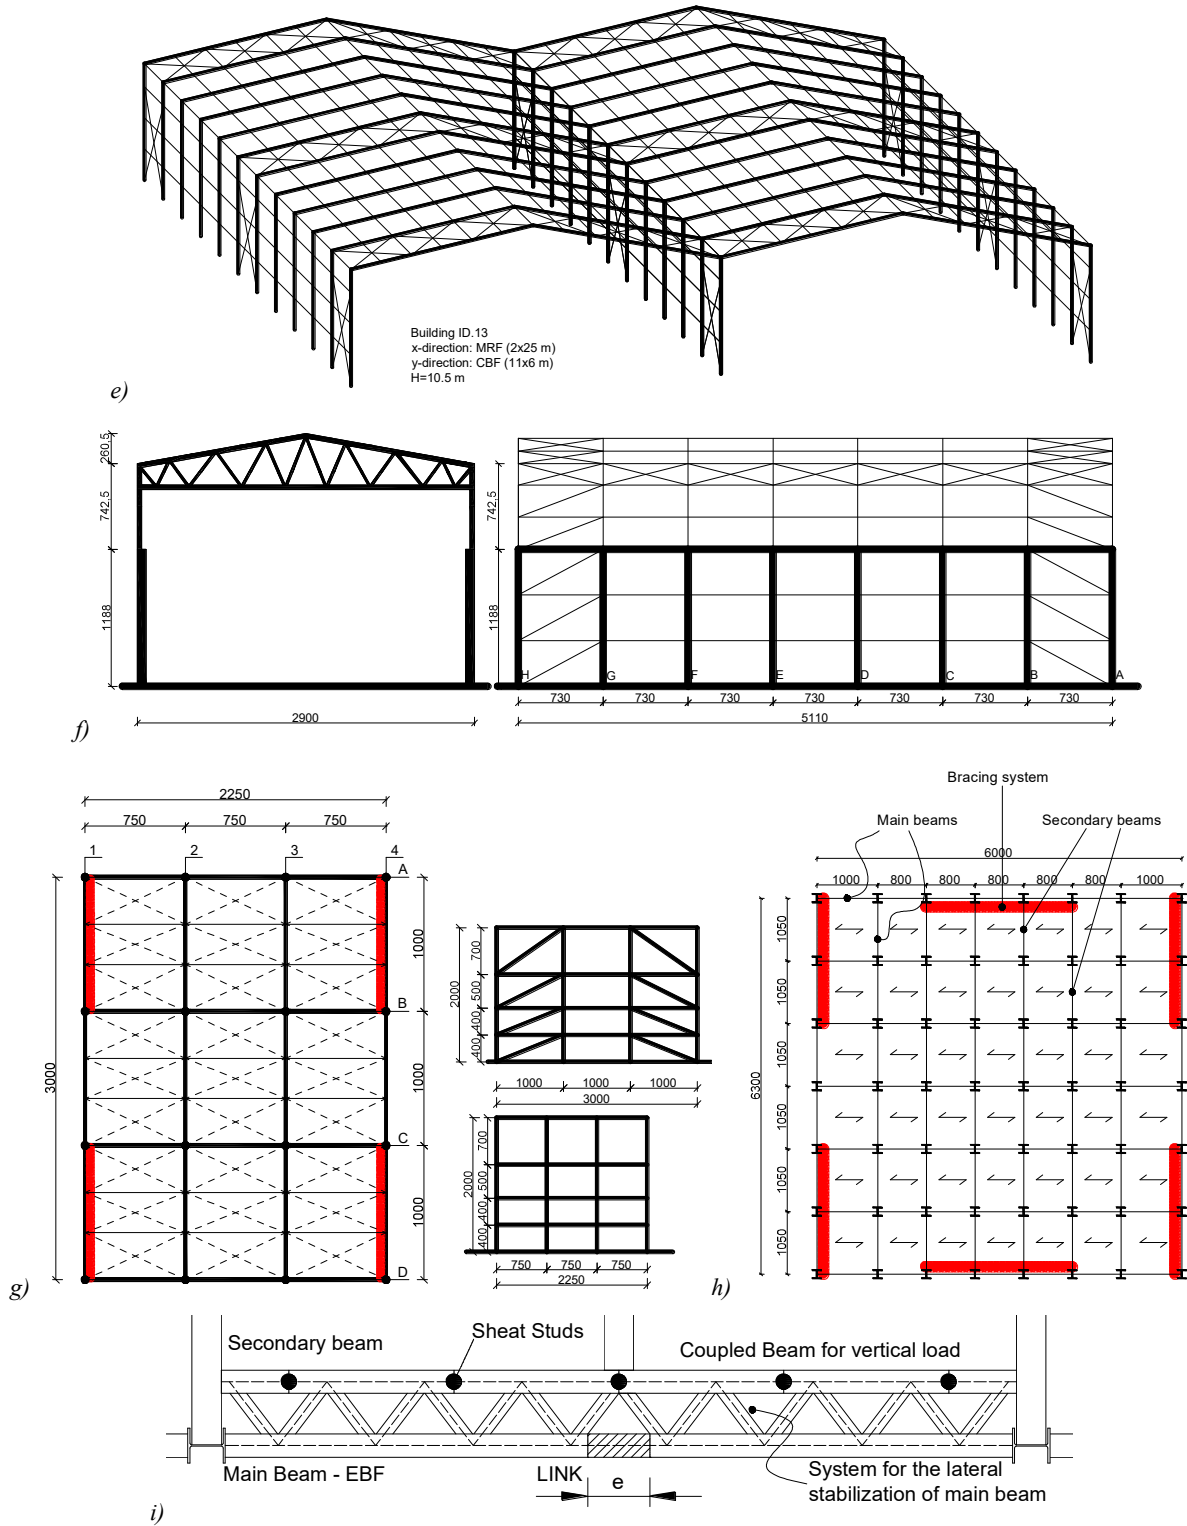 Building ID.13
x-direction: MRF (2x25 m)
y-direction: CBF (11x6 m)
H=10.5 m
e)
260,5
742,5
1188
2900
742,5
1188
H G F E D C B A
730 730 730 730 730 730 730
5110
f)
2250
750 750 750
1 2 3 4
A
B
C
D
3000
1000
1000
1000
g)
2000
700
500
400
400
1000 1000 1000
3000
2000
700
500
400
400
750 750 750
2250
Bracing system
Main beams
Secondary beams
6000
1000 800 800 800 800 800 1000
6300
1050
1050
1050
1050
1050
1050
h)
Secondary beam
Sheat Studs
Coupled Beam for vertical load
Main Beam - EBF
LINK
e
System for the lateral
stabilization of main beam
i)